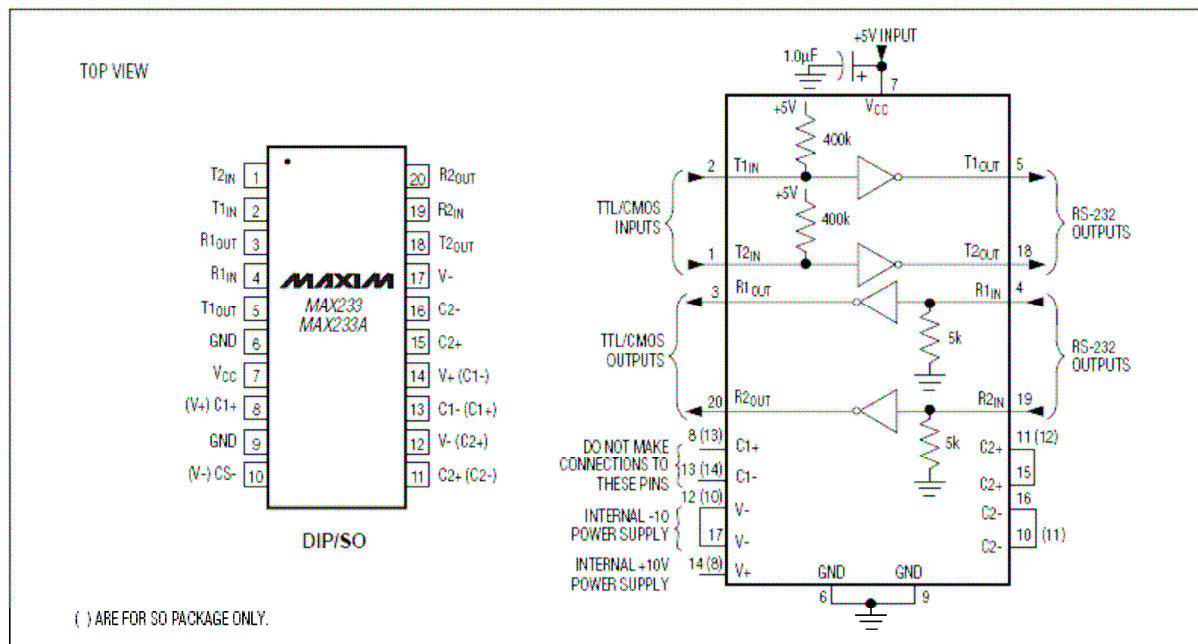 TOP VIEW
T2IN 1
T1IN 2
R1OUT 3
R1IN 4
T1OUT 5
GND 6
VCC 7
(V+) C1+ 8
GND 9
(V-) CS- 10
20 R2OUT
19 R2IN
18 T2OUT
17 V-
16 C2-
15 C2+
14 V+ (C1-)
13 C1- (C1+)
12 V- (C2+)
11 C2+ (C2-)
MAXIM
MAX233
MAX233A
DIP/SO
( ) ARE FOR SO PACKAGE ONLY.
+5V INPUT
1.0µF
+
7
VCC
+5V
400k
2 T1IN
T1OUT 5
+5V
400k
TTL/CMOS
INPUTS
RS-232
OUTPUTS
1 T2IN
T2OUT 18
3 R1OUT
R1IN 4
5k
TTL/CMOS
OUTPUTS
RS-232
OUTPUTS
20 R2OUT
R2IN 19
5k
DO NOT MAKE
CONNECTIONS TO
THESE PINS
8 (13) C1+
13 (14) C1-
INTERNAL -10
POWER SUPPLY
12 (10) V-
17 V-
INTERNAL +10V
POWER SUPPLY
14 (8) V+
C2+ 11 (12)
C2+ 15
C2- 16
C2- 10 (11)
GND GND
6 9